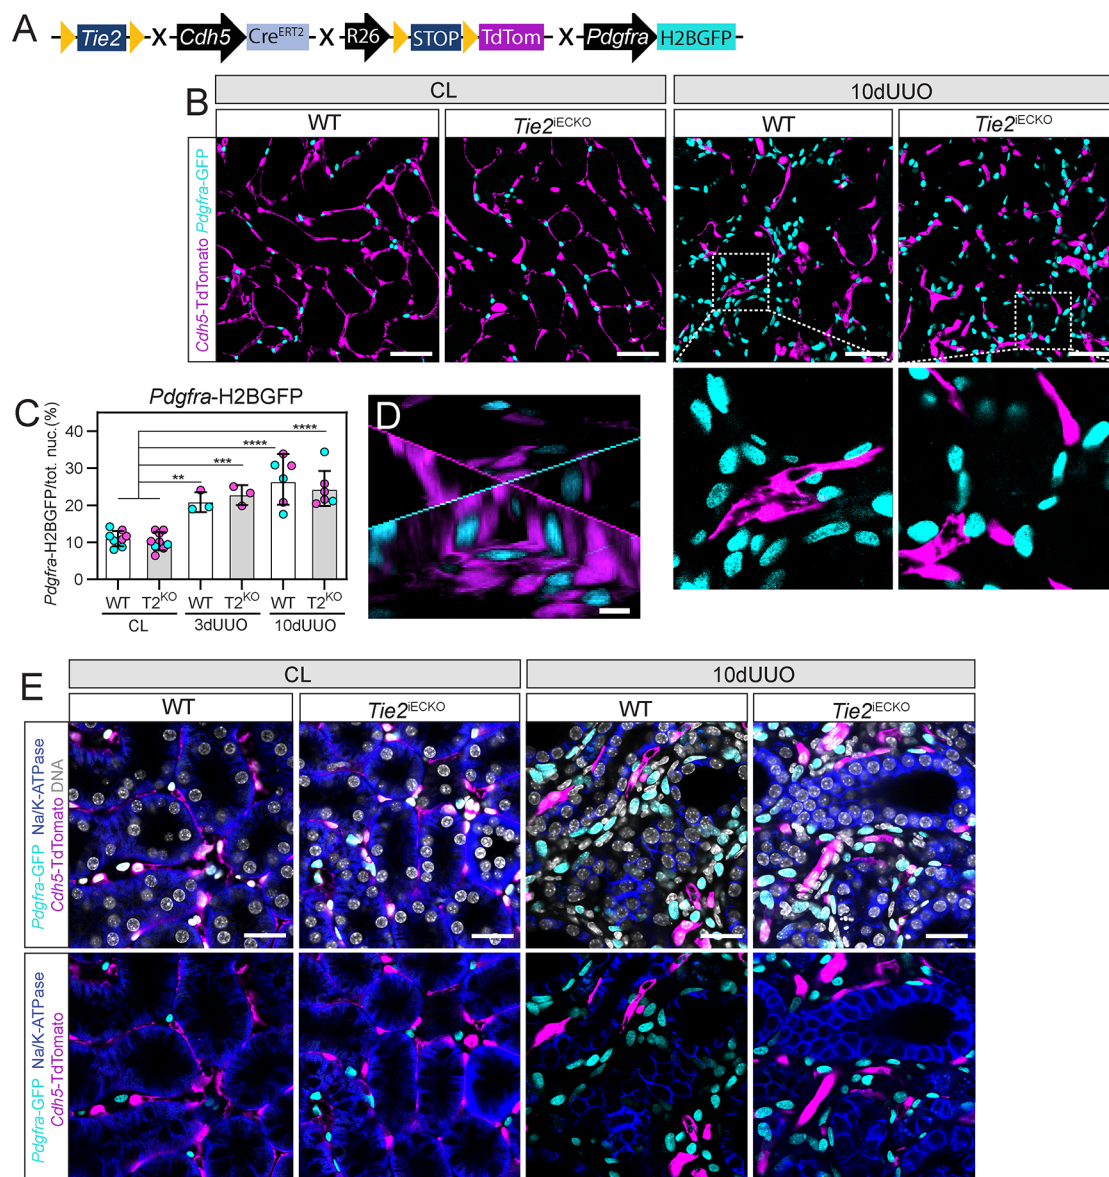 A
Tie2 X Cdh5 CreERT2 X R26 STOP TdTom X Pdgfra H2BGFP
B
CL
10dUUO
WT
Tie2iECKO
WT
Tie2iECKO
Cdh5-TdTomato Pdgfra-GFP
C
Pdgfra-H2BGFP
Pdgfra-H2BGFP/tot. nuc.(%)
40
30
20
10
0
**
***
****
****
WT T2KO WT T2KO WT T2KO
CL 3dUUO 10dUUO
D
E
CL
10dUUO
WT
Tie2iECKO
WT
Tie2iECKO
Pdgfra-GFP Na/K-ATPase
Cdh5-TdTomato DNA
Pdgfra-GFP Na/K-ATPase
Cdh5-TdTomato